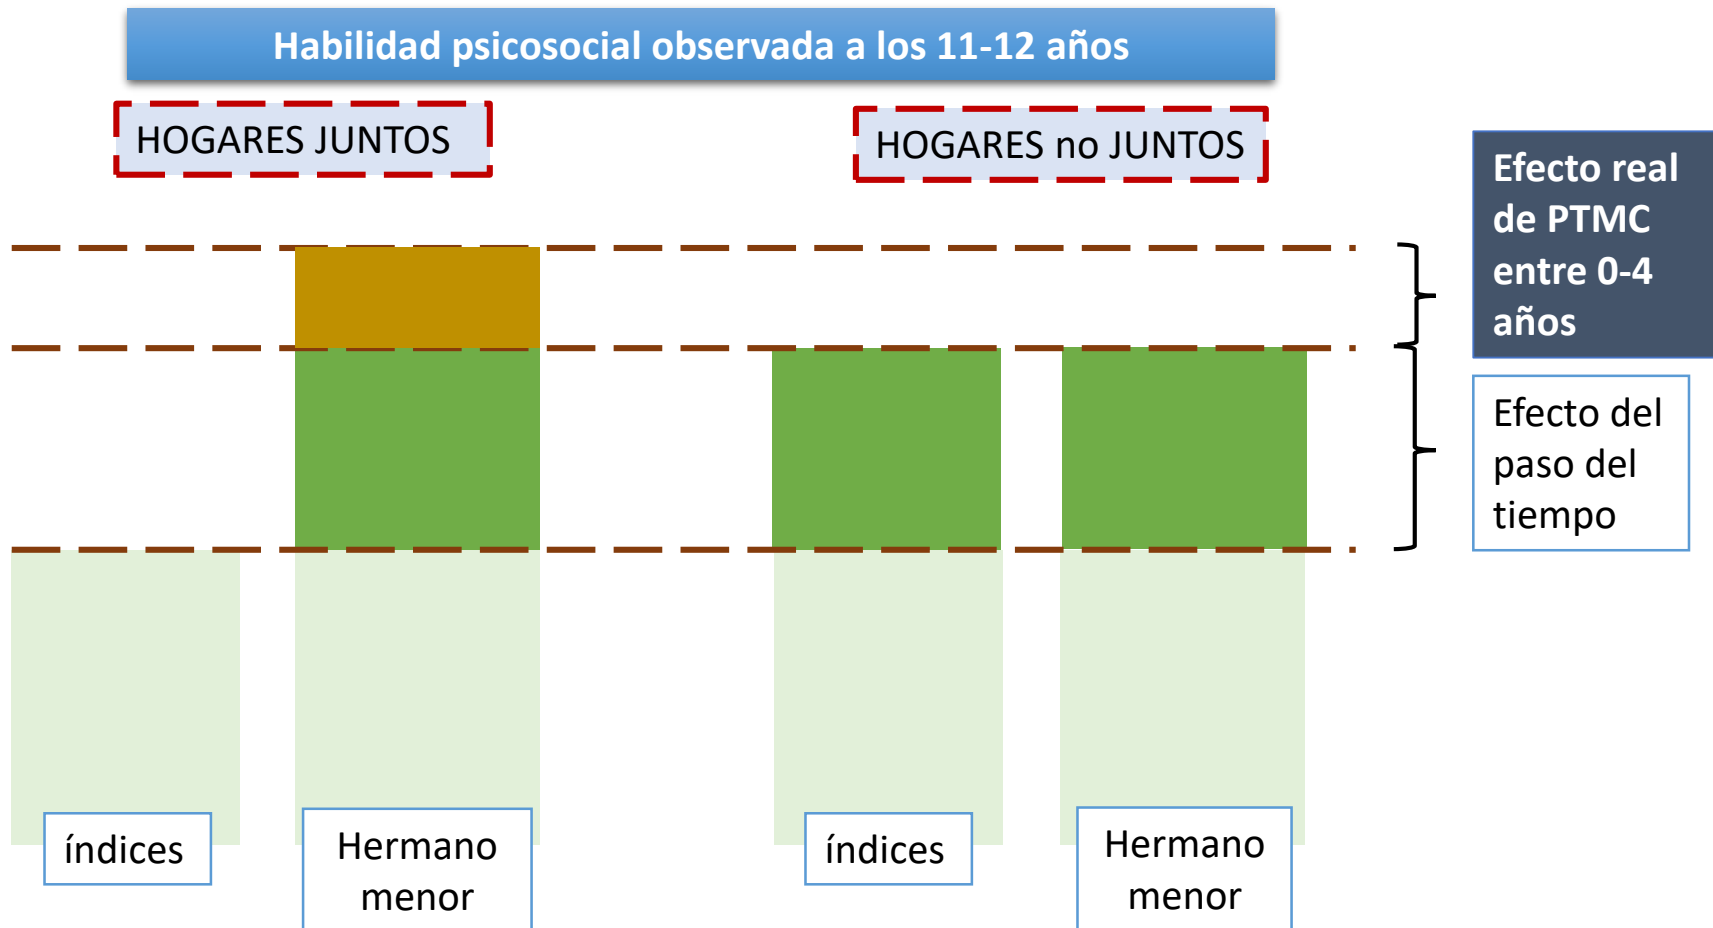 Habilidad psicosocial observada a los 11-12 años
HOGARES JUNTOS
HOGARES no JUNTOS
Efecto real
de PTMC
entre 0-4
años
Efecto del
paso del
tiempo
índices
Hermano
menor
índices
Hermano
menor